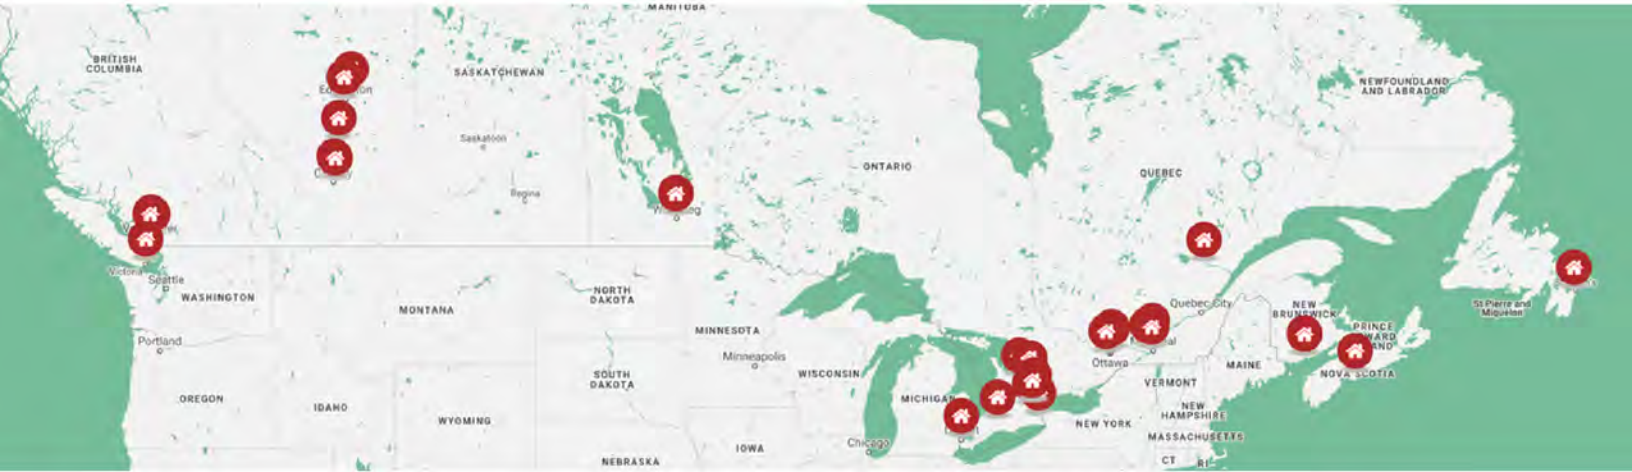 MANITOBA
BRITISH
COLUMBIA
SASKATCHEWAN
NEWFOUNDLAND
AND LABRADOR
Saskatoon
ONTARIO
QUEBEC
Regina
Victoria
Seattle
WASHINGTON
NORTH
DAKOTA
MONTANA
Quebec City
NEW
BRUNSWICK
St Pierre and
Miquelon
MINNESOTA
PRINCE
Portland
Minneapolis
Ottawa
WISCONSIN
SOUTH
DAKOTA
MAINE
NOVA SCOTIA
VERMONT
OREGON
IDAHO
MICHIGAN
NEW
HAMPSHIRE
WYOMING
NEW YORK
MASSACHUSETTS
Chicago
IOWA
NEBRASKA
CT
RI